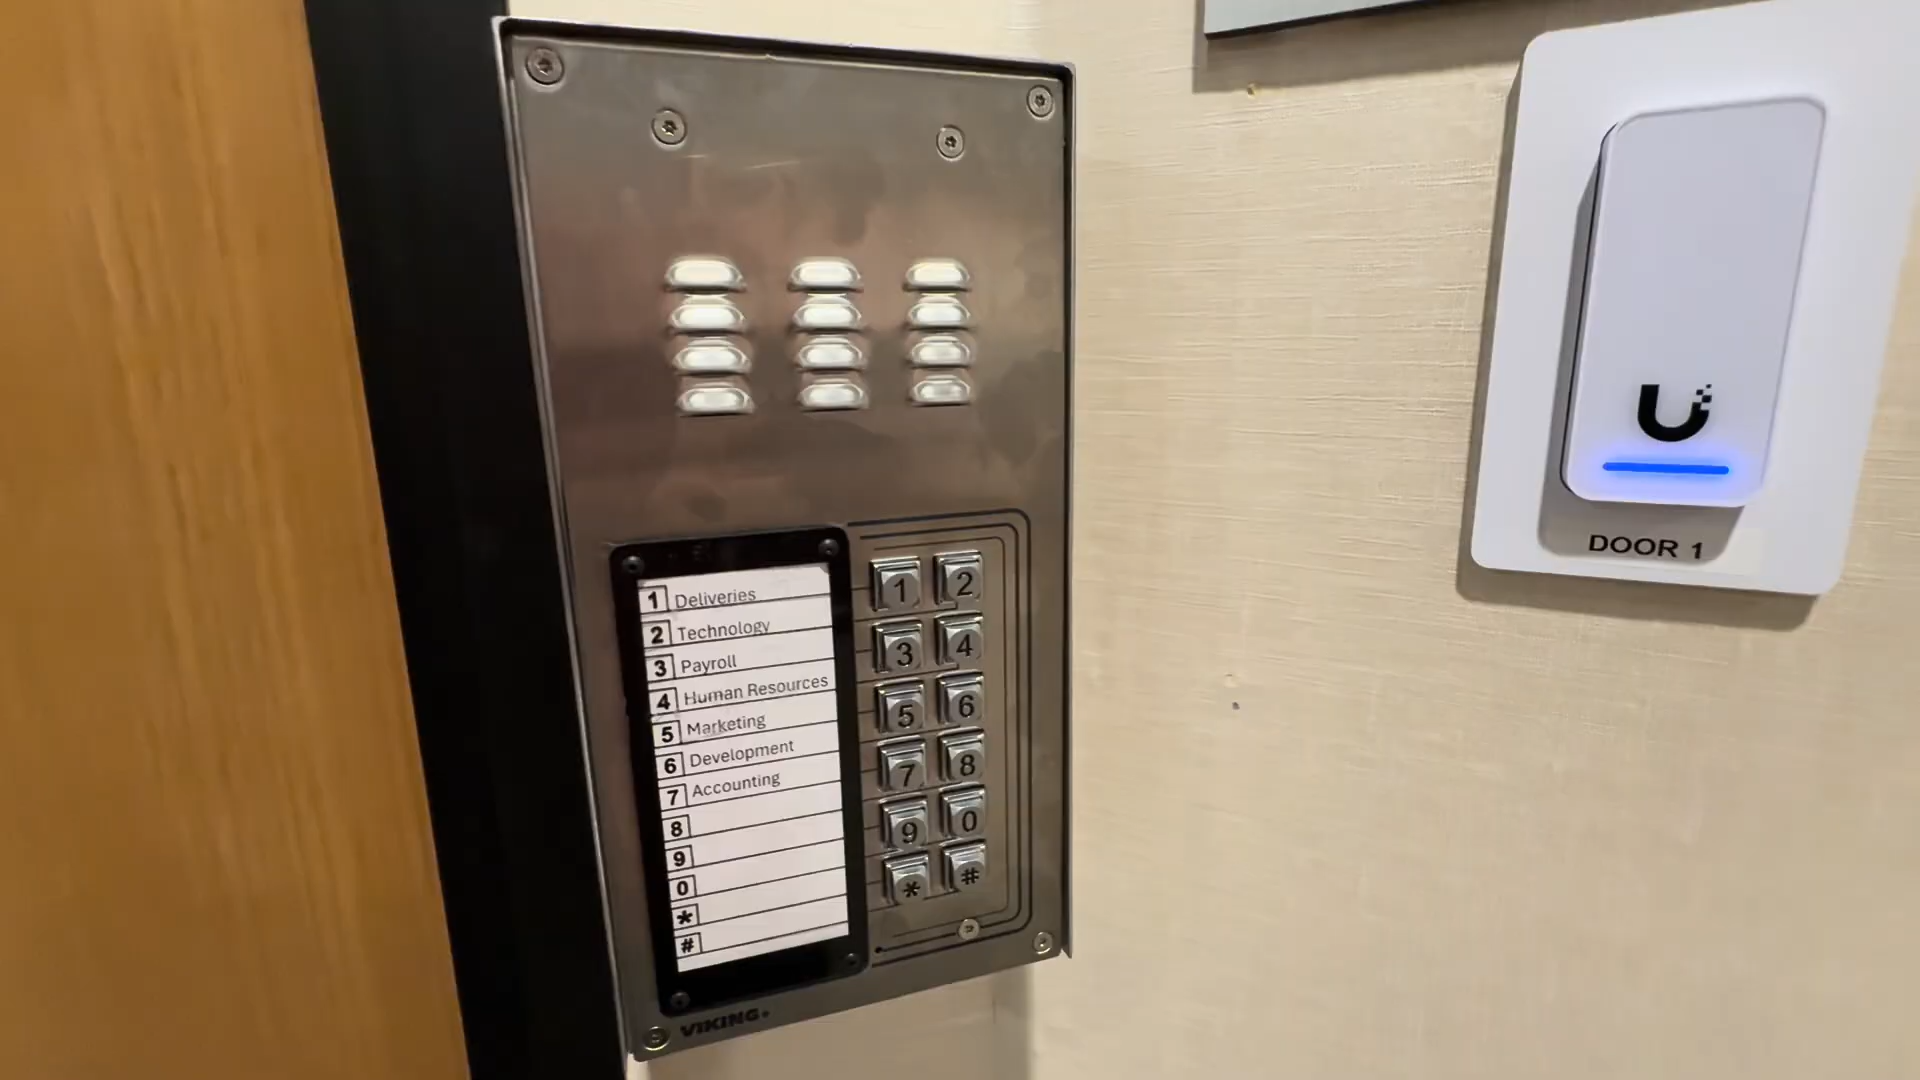 1 Deliveries
2 Technology
3 Payroll
4 Human Resources
5 Marketing
6 Development
7 Accounting
8
9
0
*
#
VIKING
1 2
3 4
5 6
7 8
9 0
* #
DOOR 1